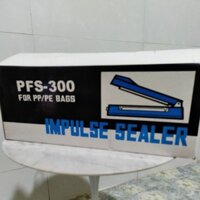 PFS-300
FOR PP/PE BAGS
IMPULSE SEALER